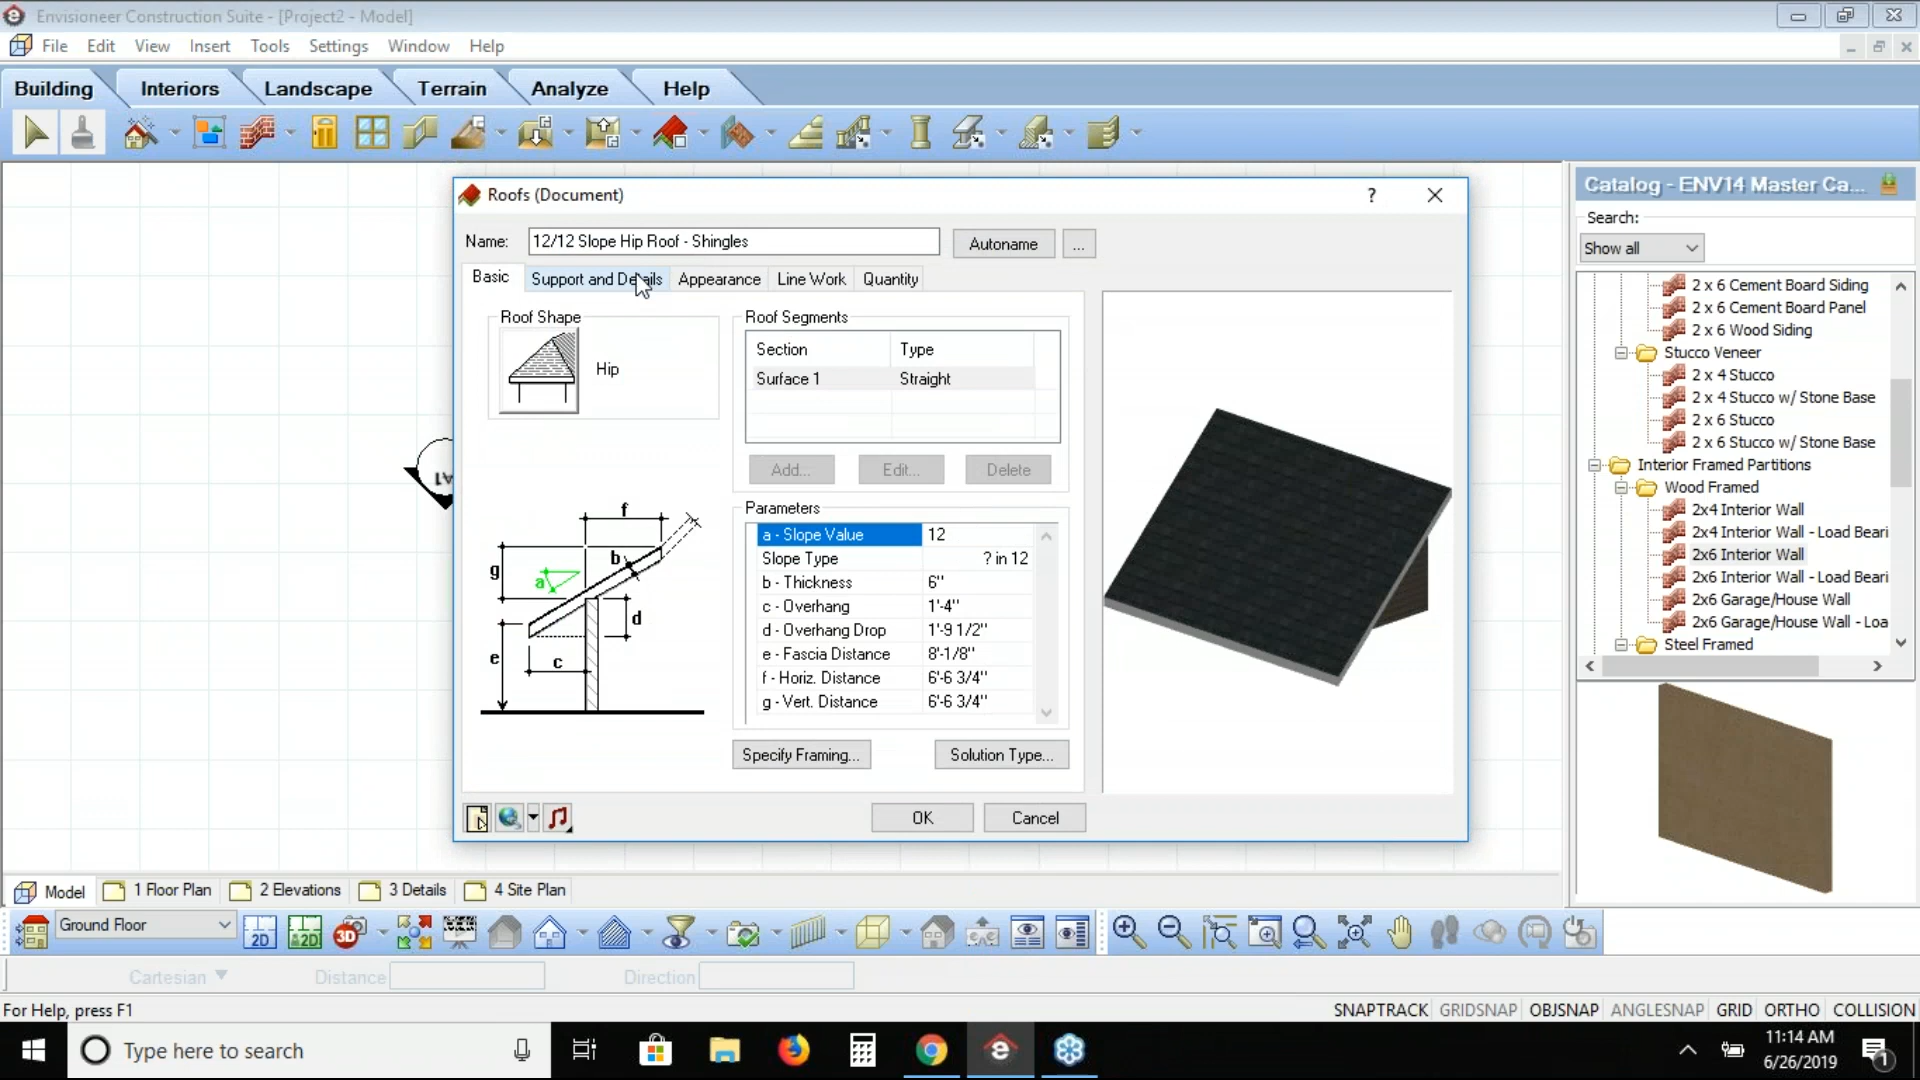 Envisioneer Construction Suite - [Project2 - Model]
File Edit View Insert Tools Settings Window Help
Building Interiors Landscape Terrain Analyze Help
Catalog - ENV14 Master Ca...
Search:
Show all
2 x 6 Cement Board Siding
2 x 6 Cement Board Panel
2 x 6 Wood Siding
Stucco Veneer
2 x 4 Stucco
2 x 4 Stucco w/ Stone Base
2 x 6 Stucco
2 x 6 Stucco w/ Stone Base
Interior Framed Partitions
Wood Framed
2x4 Interior Wall
2x4 Interior Wall - Load Beari
2x6 Interior Wall
2x6 Interior Wall - Load Beari
2x6 Garage/House Wall
2x6 Garage/House Wall - Loa
Steel Framed
Roofs (Document)
?
Name: 12/12 Slope Hip Roof - Shingles Autoname ...
Basic Support and Details Appearance Line Work Quantity
Roof Shape
Hip
Roof Segments
Section Type
Surface 1 Straight
Add... Edit... Delete
f
b
g
a
d
e
c
Parameters
a - Slope Value 12
Slope Type ? in 12
b - Thickness 6"
c - Overhang 1'-4"
d - Overhang Drop 1'-9 1/2"
e - Fascia Distance 8'-1/8"
f - Horiz. Distance 6'-6 3/4"
g - Vert. Distance 6'-6 3/4"
Specify Framing... Solution Type...
OK Cancel
Model 1 Floor Plan 2 Elevations 3 Details 4 Site Plan
Ground Floor 2D 2D 3D
Cartesian Distance Direction
For Help, press F1
SNAPTRACK GRIDSNAP OBJSNAP ANGLESNAP GRID ORTHO COLLISION
Type here to search
11:14 AM
6/26/2019
1